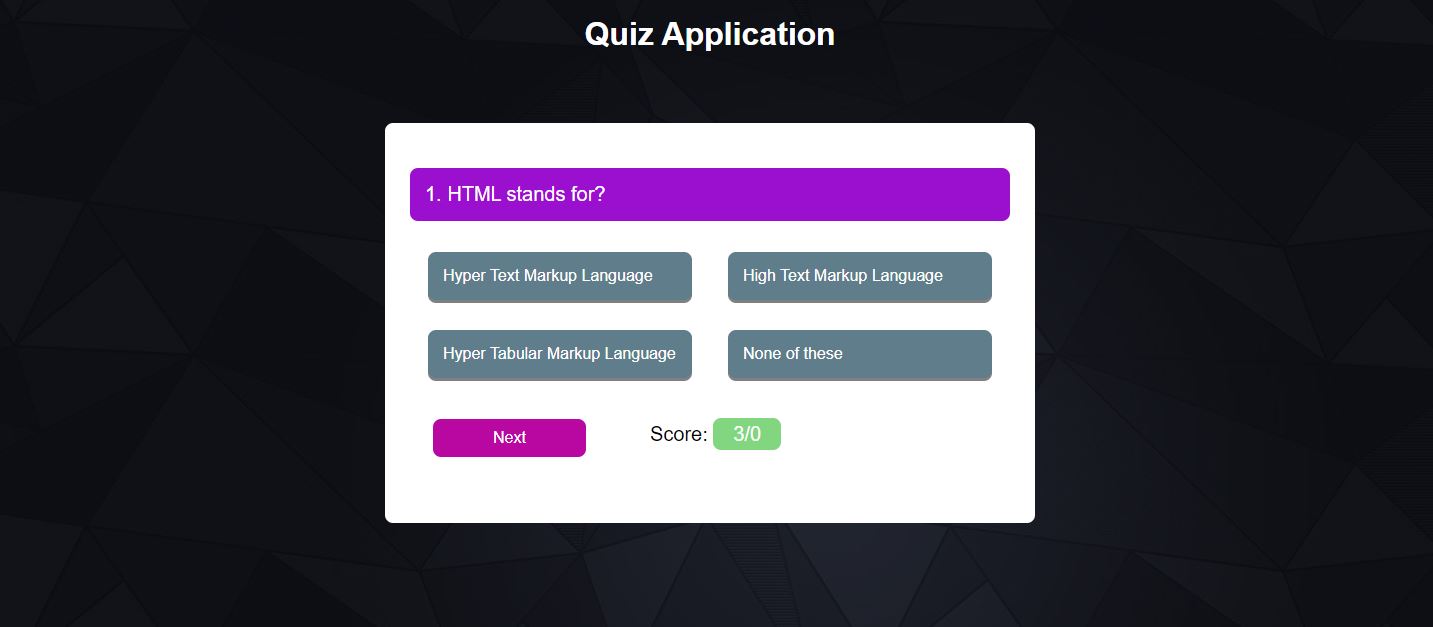 Quiz Application
1. HTML stands for?
Hyper Text Markup Language
High Text Markup Language
Hyper Tabular Markup Language
None of these
Next
Score: 3/0